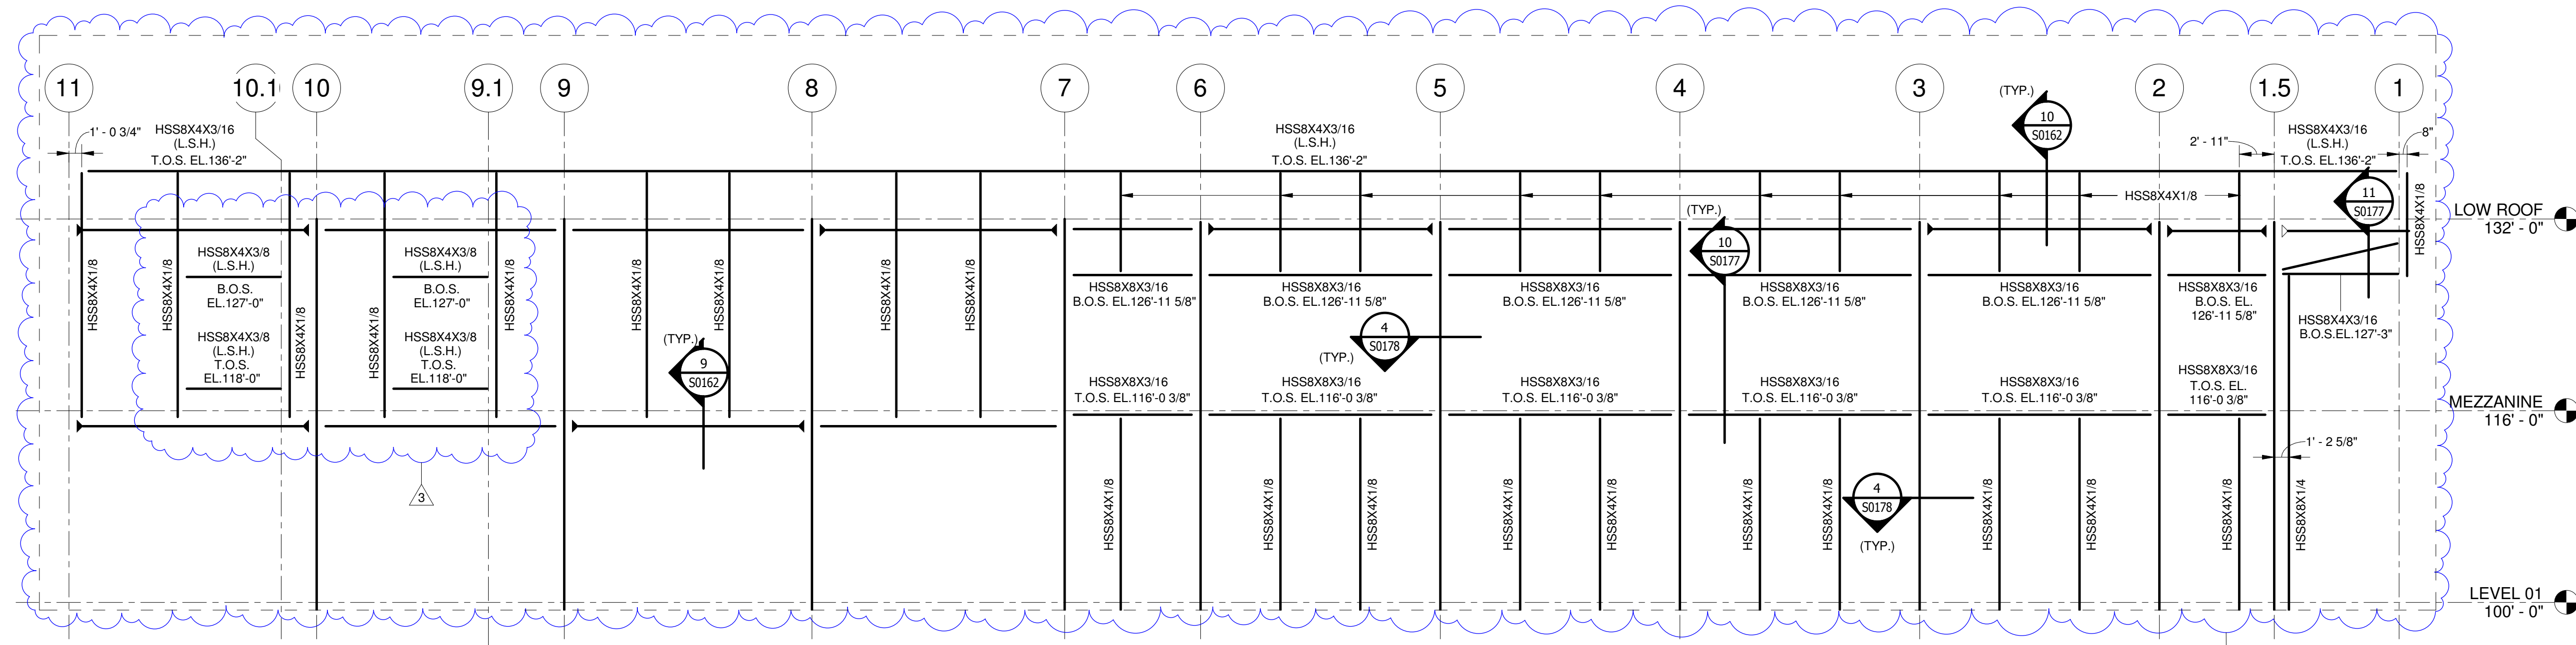 11
10.1
10
9.1
9
8
7
6
5
4
3
2
1.5
1
1' - 0 3/4"
HSS8X4X3/16
(L.S.H.)
T.O.S. EL.136'-2"
HSS8X4X3/16
(L.S.H.)
T.O.S. EL.136'-2"
(TYP.)
10
S0162
2' - 11"
HSS8X4X3/16
(L.S.H.)
T.O.S. EL.136'-2"
8"
HSS8X4X1/8
11
S0177
HSS8X4X1/8
LOW ROOF
132' - 0"
(TYP.)
10
S0177
HSS8X4X1/8
HSS8X4X1/8
HSS8X4X3/8
(L.S.H.)
B.O.S.
EL.127'-0"
HSS8X4X3/8
(L.S.H.)
T.O.S.
EL.118'-0"
HSS8X4X1/8
HSS8X4X1/8
HSS8X4X3/8
(L.S.H.)
B.O.S.
EL.127'-0"
HSS8X4X3/8
(L.S.H.)
T.O.S.
EL.118'-0"
HSS8X4X1/8
HSS8X4X1/8
HSS8X4X1/8
HSS8X4X1/8
HSS8X4X1/8
(TYP.)
9
S0162
HSS8X8X3/16
B.O.S. EL.126'-11 5/8"
HSS8X8X3/16
B.O.S. EL.126'-11 5/8"
HSS8X8X3/16
B.O.S. EL.126'-11 5/8"
HSS8X8X3/16
B.O.S. EL.126'-11 5/8"
HSS8X8X3/16
B.O.S. EL.126'-11 5/8"
HSS8X8X3/16
B.O.S. EL.
126'-11 5/8"
HSS8X4X3/16
B.O.S.EL.127'-3"
4
S0178
(TYP.)
HSS8X8X3/16
T.O.S. EL.116'-0 3/8"
HSS8X8X3/16
T.O.S. EL.116'-0 3/8"
HSS8X8X3/16
T.O.S. EL.116'-0 3/8"
HSS8X8X3/16
T.O.S. EL.116'-0 3/8"
HSS8X8X3/16
T.O.S. EL.116'-0 3/8"
HSS8X8X3/16
T.O.S. EL.
116'-0 3/8"
MEZZANINE
116' - 0"
1' - 2 5/8"
3
HSS8X4X1/8
HSS8X4X1/8
HSS8X4X1/8
HSS8X4X1/8
HSS8X4X1/8
HSS8X4X1/8
HSS8X4X1/8
4
S0178
(TYP.)
HSS8X4X1/8
HSS8X4X1/8
HSS8X4X1/8
HSS8X8X1/4
LEVEL 01
100' - 0"